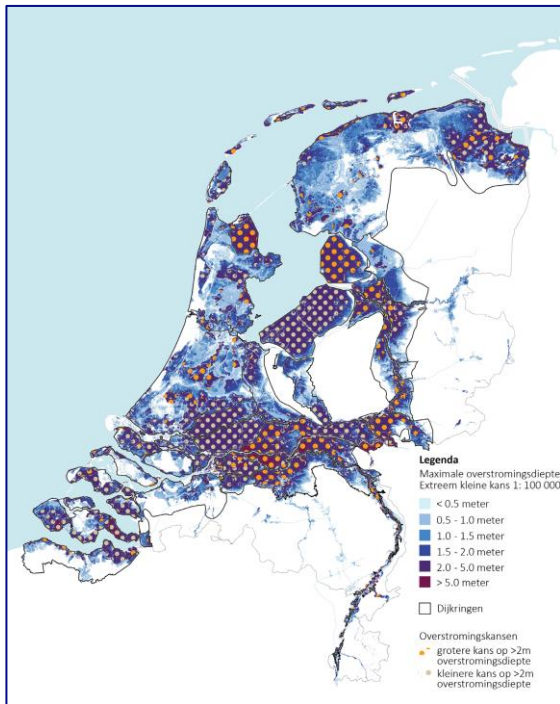 Legenda
Maximale overstromingsdiepte
Extreem kleine kans 1: 100 000
< 0.5 meter
0.5 - 1.0 meter
1.0 - 1.5 meter
1.5 - 2.0 meter
2.0 - 5.0 meter
> 5.0 meter
Dijkringen
Overstromingskansen
grotere kans op >2m
overstromingsdiepte
kleinere kans op >2m
overstromingsdiepte